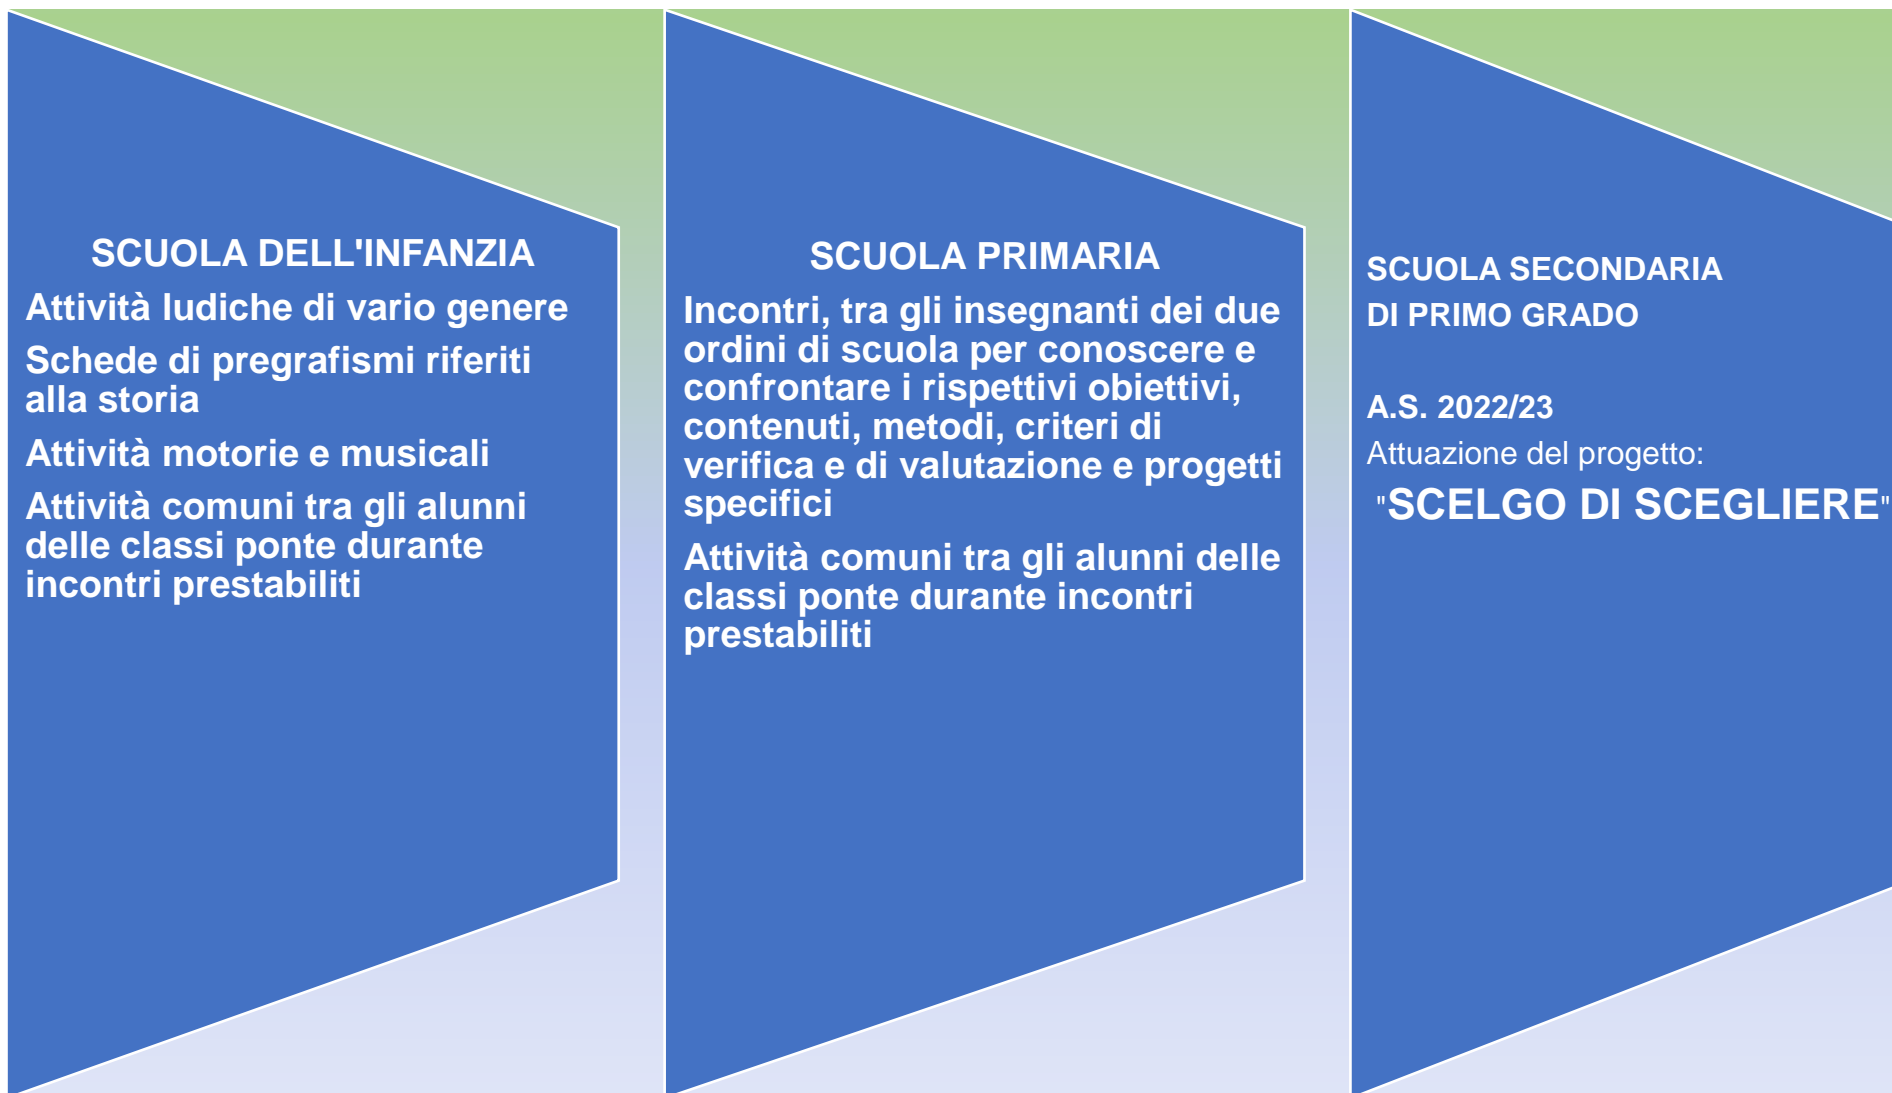 SCUOLA DELL'INFANZIA
Attività ludiche di vario genere
Schede di pregrafismi riferiti
alla storia
Attività motorie e musicali
Attività comuni tra gli alunni
delle classi ponte durante
incontri prestabiliti
SCUOLA PRIMARIA
Incontri, tra gli insegnanti dei due
ordini di scuola per conoscere e
confrontare i rispettivi obiettivi,
contenuti, metodi, criteri di
verifica e di valutazione e progetti
specifici
Attività comuni tra gli alunni delle
classi ponte durante incontri
prestabiliti
SCUOLA SECONDARIA
DI PRIMO GRADO
A.S. 2022/23
Attuazione del progetto:
"SCELGO DI SCEGLIERE"